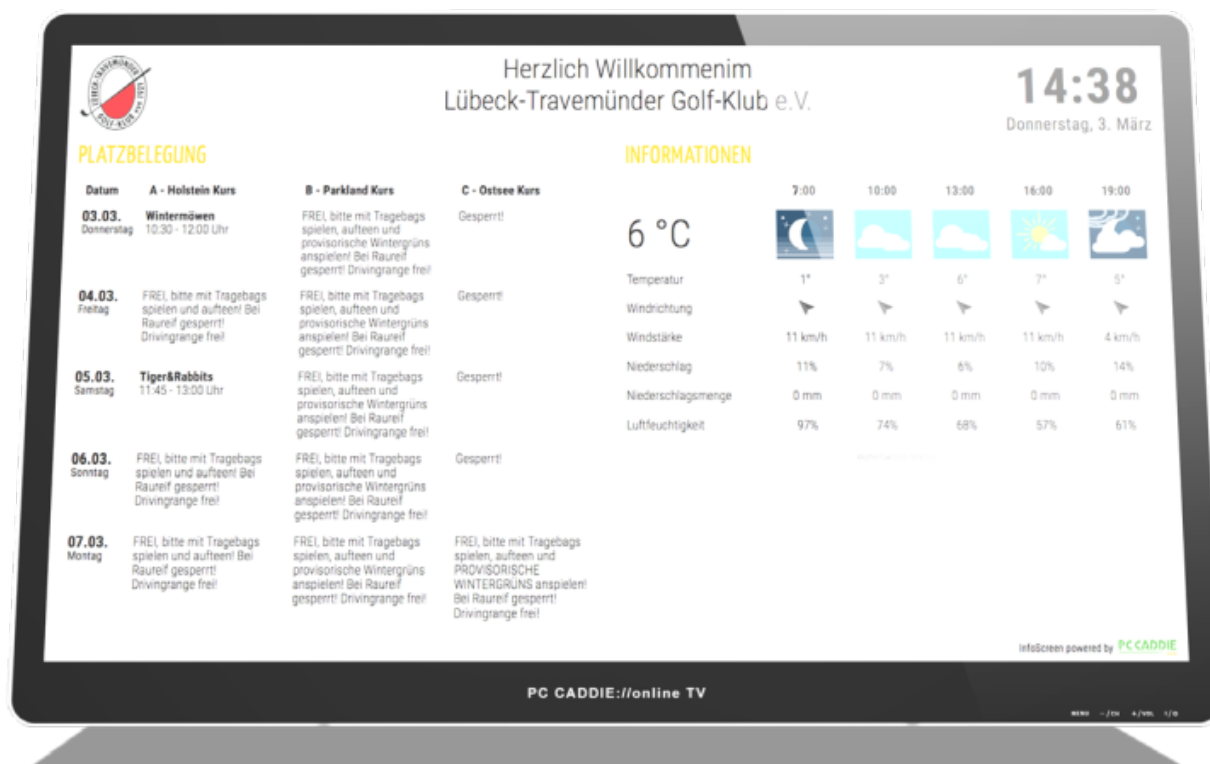 LÜBECK-TRAVEMÜNDER
GOLF-KLUB
Herzlich Willkommenim
Lübeck-Travemünder Golf-Klub e.V.
14:38
Donnerstag, 3. März
PLATZBELEGUNG
Datum A - Holstein Kurs B - Parkland Kurs C - Ostsee Kurs
03.03.
Donnerstag
Wintermöwen
10:30 - 12:00 Uhr
FREI, bitte mit Tragebags
spielen, aufteen und
provisorische Wintergrüns
anspielen! Bei Raureif
gesperrt! Drivingrange frei!
Gesperrt!
04.03.
Freitag
FREI, bitte mit Tragebags
spielen und aufteen! Bei
Raureif gesperrt!
Drivingrange frei!
FREI, bitte mit Tragebags
spielen, aufteen und
provisorische Wintergrüns
anspielen! Bei Raureif
gesperrt! Drivingrange frei!
Gesperrt!
05.03.
Samstag
Tiger&Rabbits
11:45 - 13:00 Uhr
FREI, bitte mit Tragebags
spielen, aufteen und
provisorische Wintergrüns
anspielen! Bei Raureif
gesperrt! Drivingrange frei!
Gesperrt!
06.03.
Sonntag
FREI, bitte mit Tragebags
spielen und aufteen! Bei
Raureif gesperrt!
Drivingrange frei!
FREI, bitte mit Tragebags
spielen, aufteen und
provisorische Wintergrüns
anspielen! Bei Raureif
gesperrt! Drivingrange frei!
Gesperrt!
07.03.
Montag
FREI, bitte mit Tragebags
spielen und aufteen! Bei
Raureif gesperrt!
Drivingrange frei!
FREI, bitte mit Tragebags
spielen, aufteen und
provisorische Wintergrüns
anspielen! Bei Raureif
gesperrt! Drivingrange frei!
FREI, bitte mit Tragebags
spielen, aufteen und
PROVISORISCHE
WINTERGRÜNS anspielen!
Bei Raureif gesperrt!
Drivingrange frei!
INFORMATIONEN
7:00 10:00 13:00 16:00 19:00
6 °C
Temperatur 1° 3° 6° 7° 5°
Windrichtung
Windstärke 11 km/h 11 km/h 11 km/h 11 km/h 4 km/h
Niederschlag 11% 7% 6% 10% 14%
Niederschlagsmenge 0 mm 0 mm 0 mm 0 mm 0 mm
Luftfeuchtigkeit 97% 74% 68% 57% 61%
InfoScreen powered by PC CADDIE
PC CADDIE://online TV
MENU - /CH + /VOL